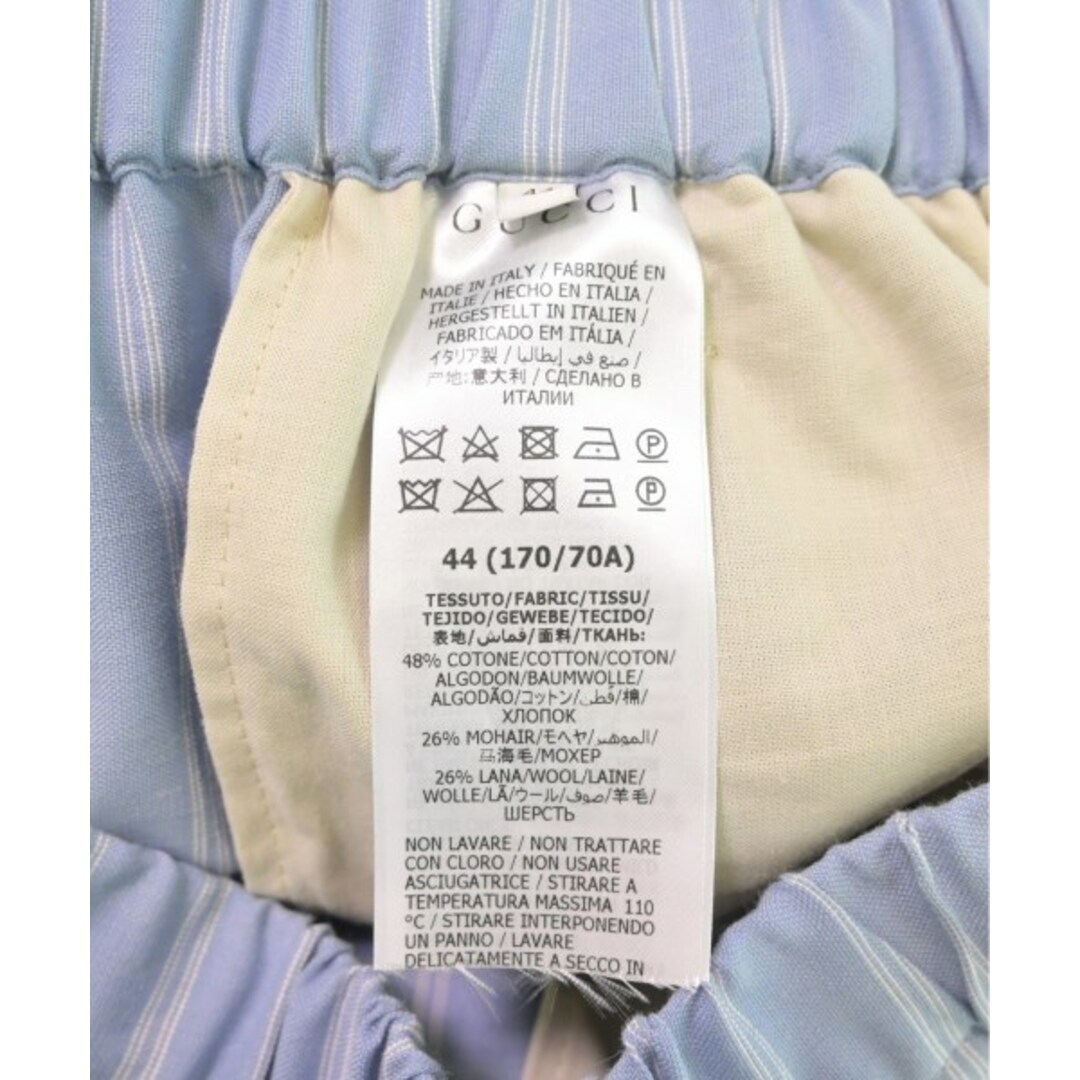 GUCCI
MADE IN ITALY / FABRIQUÉ EN
ITALIE / HECHO EN ITALIA /
HERGESTELLT IN ITALIEN /
FABRICADO EM ITÁLIA /
イタリア製 / صنع في إيطاليا /
产地:意大利 / СДЕЛАНО В
ИТАЛИИ
P
P
44 (170/70A)
TESSUTO/FABRIC/TISSU/
TEJIDO/GEWEBE/TECIDO/
表地/قماش/面料/ТКАНЬ:
48% COTONE/COTTON/COTON/
ALGODON/BAUMWOLLE/
ALGODÃO/コットン/قطن/棉/
ХЛОПОК
26% MOHAIR/モヘヤ/الموهير/
马海毛/МОХЕР
26% LANA/WOOL/LAINE/
WOLLE/LÃ/ウール/صوف/羊毛/
ШЕРСТЬ
NON LAVARE / NON TRATTARE
CON CLORO / NON USARE
ASCIUGATRICE / STIRARE A
TEMPERATURA MASSIMA 110
°C / STIRARE INTERPONENDO
UN PANNO / LAVARE
DELICATAMENTE A SECCO IN